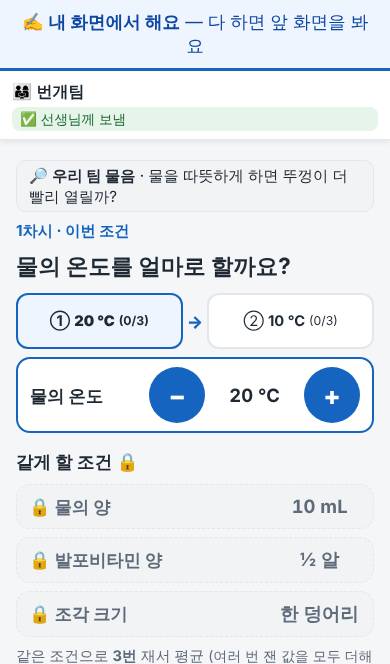 ✍️ 내 화면에서 해요 — 다 하면 앞 화면을 봐
요
👨‍👩‍👧 번개팀
✅ 선생님께 보냄
🔎 우리 팀 물음 · 물을 따뜻하게 하면 뚜껑이 더
빨리 열릴까?
1차시 · 이번 조건
물의 온도를 얼마로 할까요?
① 20 °C (0/3) → ② 10 °C (0/3)
물의 온도 − 20 °C +
같게 할 조건 🔒
🔒 물의 양 10 mL
🔒 발포비타민 양 ½ 알
🔒 조각 크기 한 덩어리
같은 조건으로 3번 재서 평균 (여러 번 잰 값을 모두 더해